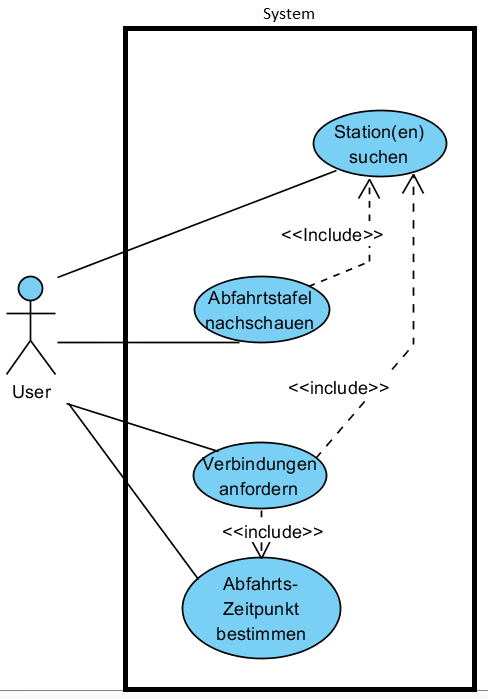 System
Station(en)
suchen
<<Include>>
Abfahrtstafel
nachschauen
User
<<include>>
Verbindungen
anfordern
<<include>>
Abfahrts-
Zeitpunkt
bestimmen